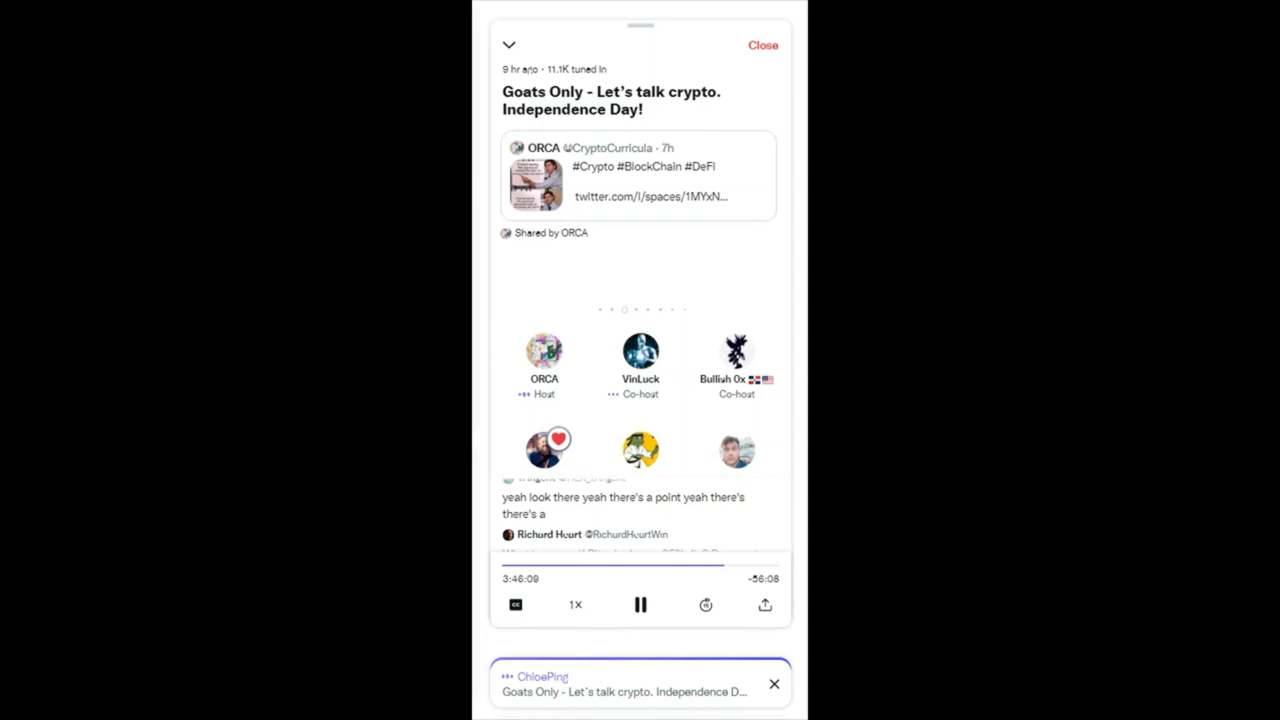 Close
9 hr ago · 11.1K tuned in
Goats Only - Let's talk crypto.
Independence Day!
ORCA @CryptoCurricula · 7h
#Crypto #BlockChain #DeFi
twitter.com/i/spaces/1MYxN...
Shared by ORCA
ORCA
VinLuck
Bullish 0x
Host
Co-host
Co-host
yeah look there yeah there's a point yeah there's
there's a
Richard Heart @RichardHeartWin
3:46:09
-56:08
CC
1X
15
ChloePing
Goats Only - Let's talk crypto. Independence D...